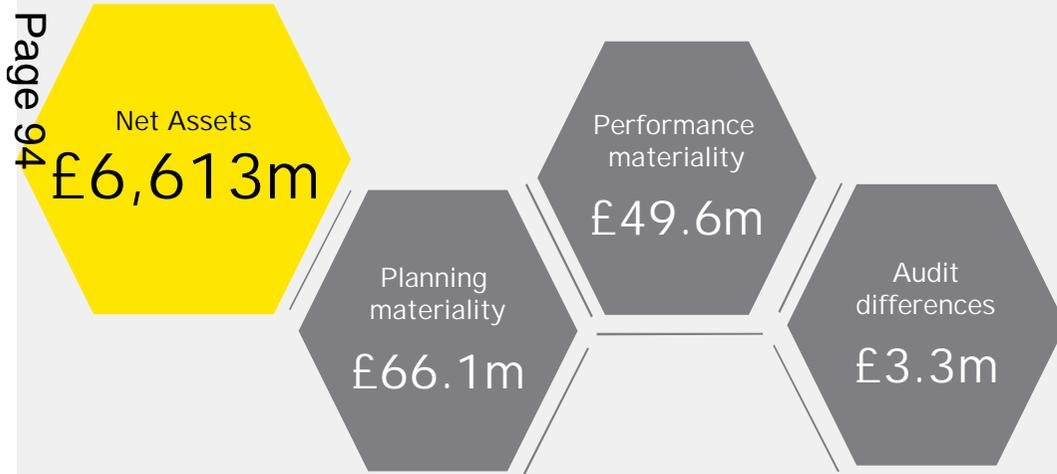 Page 94
Net Assets
£6,613m
Planning
materiality
£66.1m
Performance
materiality
£49.6m
Audit
differences
£3.3m